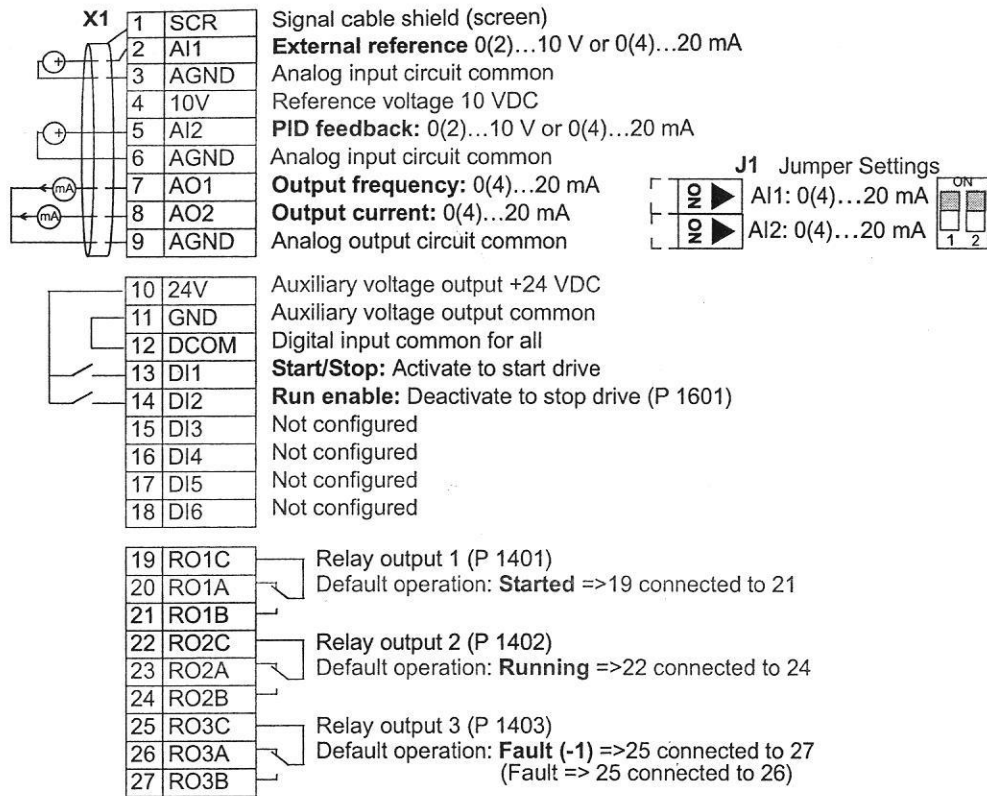 X1
1 SCR Signal cable shield (screen)
2 AI1 External reference 0(2)...10 V or 0(4)...20 mA
3 AGND Analog input circuit common
4 10V Reference voltage 10 VDC
5 AI2 PID feedback: 0(2)...10 V or 0(4)...20 mA
6 AGND Analog input circuit common
7 AO1 Output frequency: 0(4)...20 mA
8 AO2 Output current: 0(4)...20 mA
9 AGND Analog output circuit common
+
+
mA
mA
J1 Jumper Settings
ON AI1: 0(4)...20 mA
ON AI2: 0(4)...20 mA
ON
1 2
10 24V Auxiliary voltage output +24 VDC
11 GND Auxiliary voltage output common
12 DCOM Digital input common for all
13 DI1 Start/Stop: Activate to start drive
14 DI2 Run enable: Deactivate to stop drive (P 1601)
15 DI3 Not configured
16 DI4 Not configured
17 DI5 Not configured
18 DI6 Not configured
19 RO1C Relay output 1 (P 1401)
20 RO1A Default operation: Started =>19 connected to 21
21 RO1B
22 RO2C Relay output 2 (P 1402)
23 RO2A Default operation: Running =>22 connected to 24
24 RO2B
25 RO3C Relay output 3 (P 1403)
26 RO3A Default operation: Fault (-1) =>25 connected to 27
27 RO3B (Fault => 25 connected to 26)